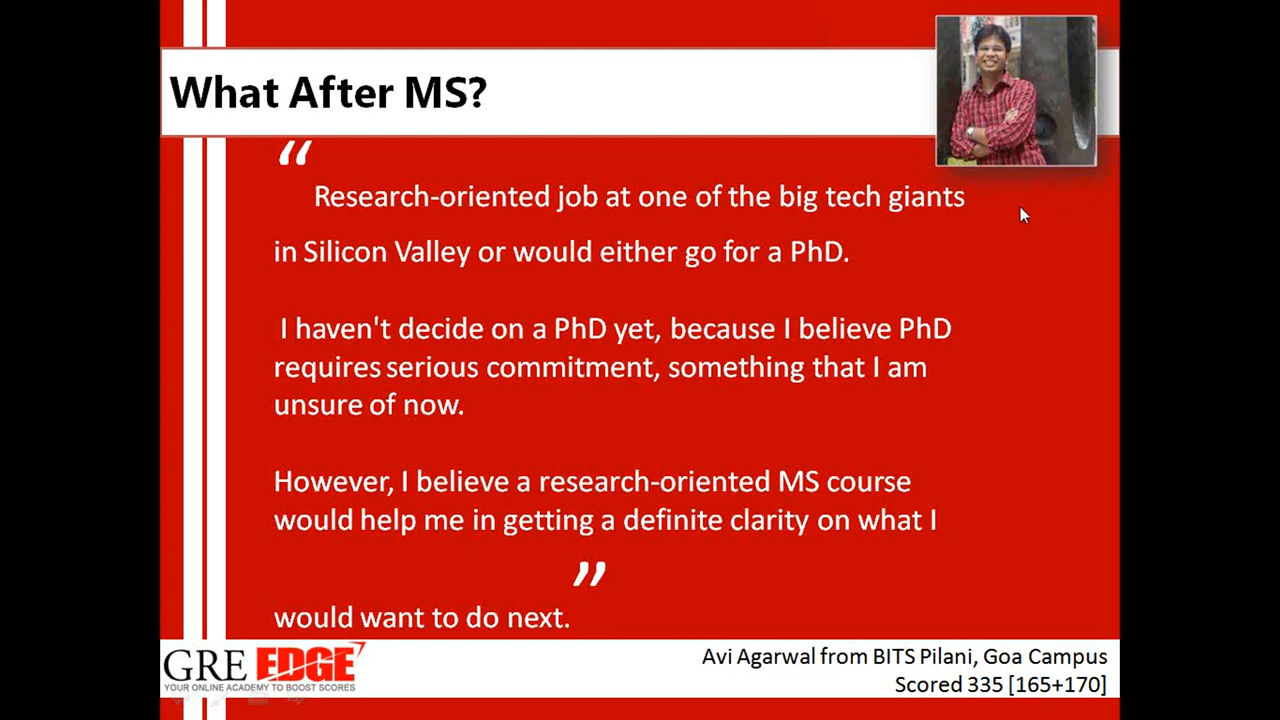 What After MS?
“
Research-oriented job at one of the big tech giants
in Silicon Valley or would either go for a PhD.
I haven't decide on a PhD yet, because I believe PhD
requires serious commitment, something that I am
unsure of now.
However, I believe a research-oriented MS course
would help me in getting a definite clarity on what I
would want to do next.
”
GRE EDGE
YOUR ONLINE ACADEMY TO BOOST SCORES
Avi Agarwal from BITS Pilani, Goa Campus
Scored 335 [165+170]